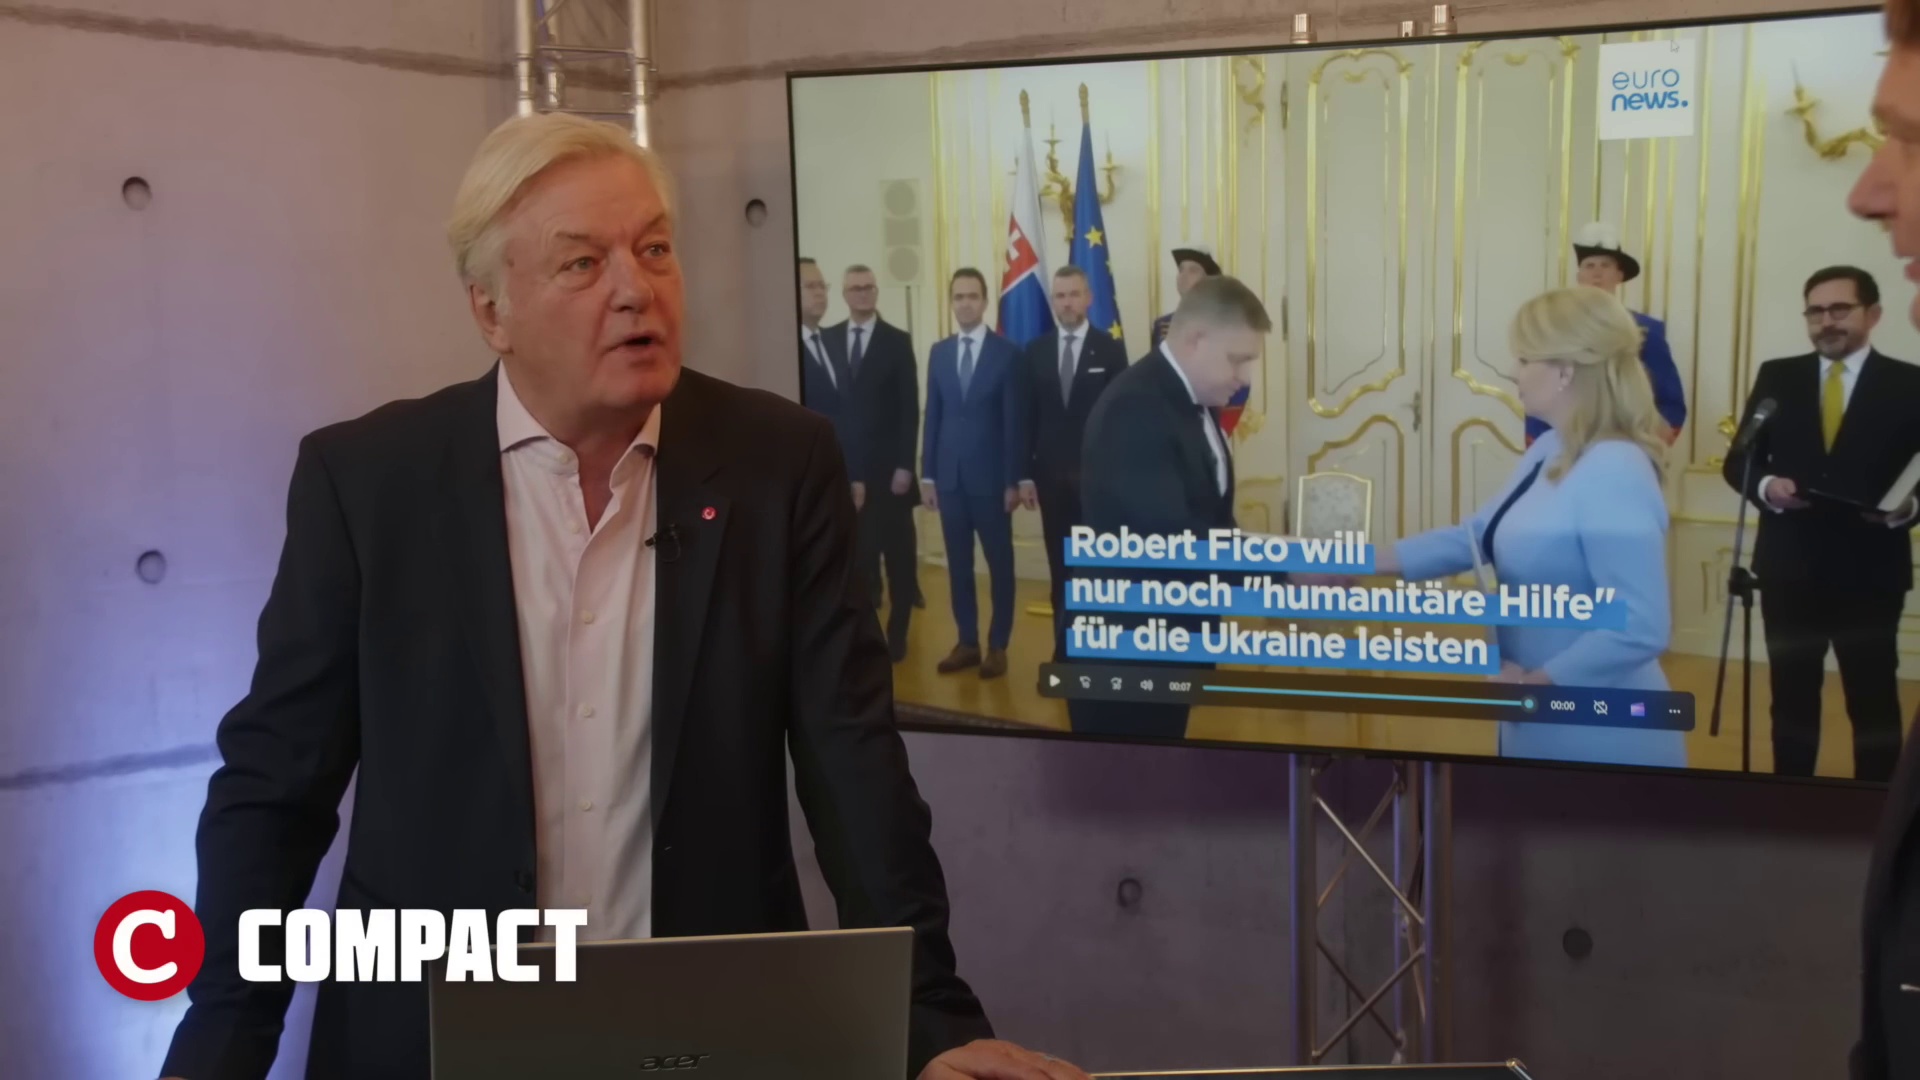 euro
news.
Robert Fico will
nur noch "humanitäre Hilfe"
für die Ukraine leisten
00:07
00:00
C COMPACT
acer